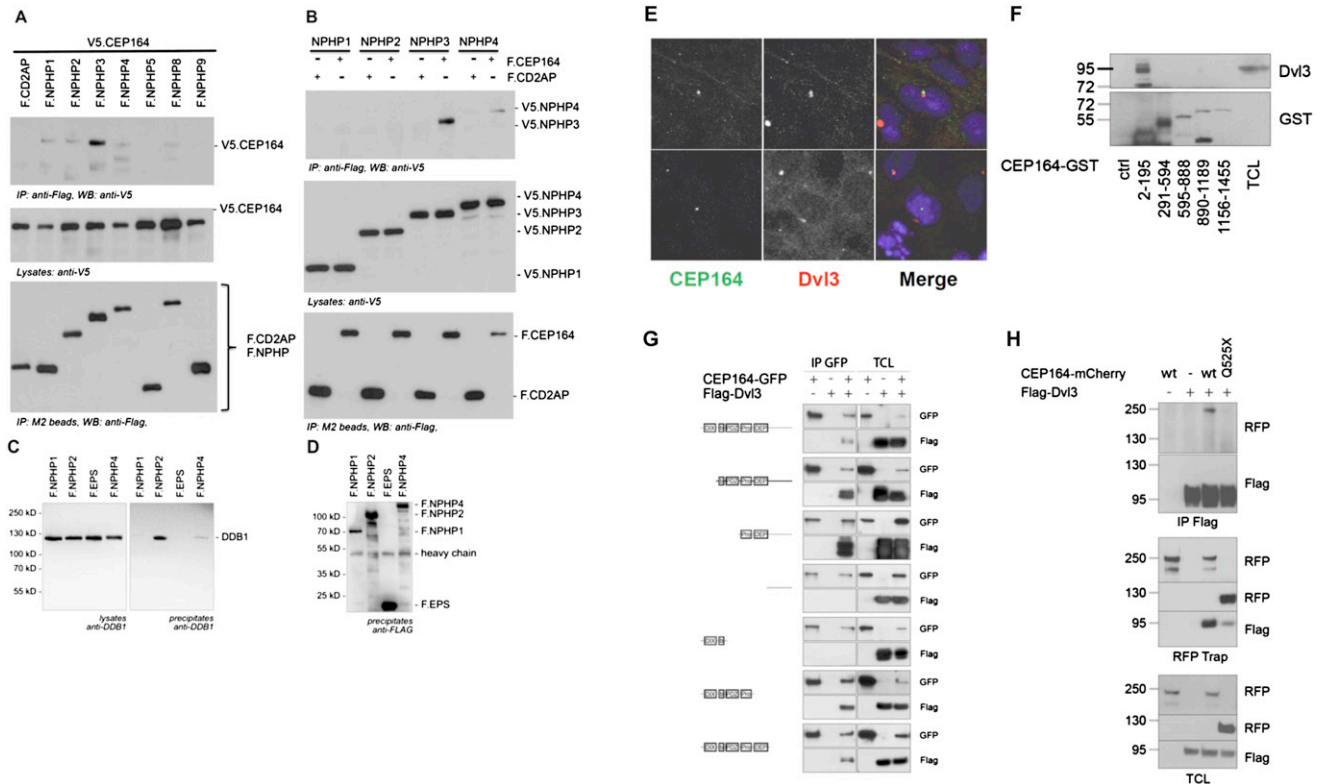 A
V5.CEP164
F.CD2AP
F.NPHP1
F.NPHP2
F.NPHP3
F.NPHP4
F.NPHP5
F.NPHP8
F.NPHP9
- V5.CEP164
IP: anti-Flag, WB: anti-V5
V5.CEP164
Lysates: anti-V5
F.CD2AP
F.NPHP
IP: M2 beads, WB: anti-Flag,
B
NPHP1 NPHP2 NPHP3 NPHP4
- + - + - + - + F.CEP164
+ - + - + - + - F.CD2AP
- V5.NPHP4
- V5.NPHP3
IP: anti-Flag, WB: anti-V5
- V5.NPHP4
- V5.NPHP3
- V5.NPHP2
- V5.NPHP1
Lysates: anti-V5
- F.CEP164
- F.CD2AP
IP: M2 beads, WB: anti-Flag,
C
F.NPHP1
F.NPHP2
F.EPS
F.NPHP4
F.NPHP1
F.NPHP2
F.EPS
F.NPHP4
250 kD -
130 kD -
100 kD -
70 kD -
55 kD -
- DDB1
lysates
anti-DDB1
precipitates
anti-DDB1
D
F.NPHP1
F.NPHP2
F.EPS
F.NPHP4
100 kD -
70 kD -
55 kD -
35 kD -
25 kD -
- F.NPHP4
- F.NPHP2
- F.NPHP1
- heavy chain
- F.EPS
precipitates
anti-FLAG
E
CEP164 Dvl3 Merge
F
95
72
Dvl3
72
55
GST
CEP164-GST
ctrl
2-195
291-594
595-888
890-1189
1156-1455
TCL
G
IP GFP TCL
CEP164-GFP + - + + - +
Flag-Dvl3 - + + - + +
GFP
Flag
GFP
Flag
GFP
Flag
GFP
Flag
GFP
Flag
GFP
Flag
GFP
Flag
H
CEP164-mCherry wt - wt Q525X
Flag-Dvl3 - + + +
250
130
RFP
130
95
Flag
IP Flag
250
RFP
130
RFP
95
Flag
RFP Trap
250
RFP
130
RFP
95
Flag
TCL